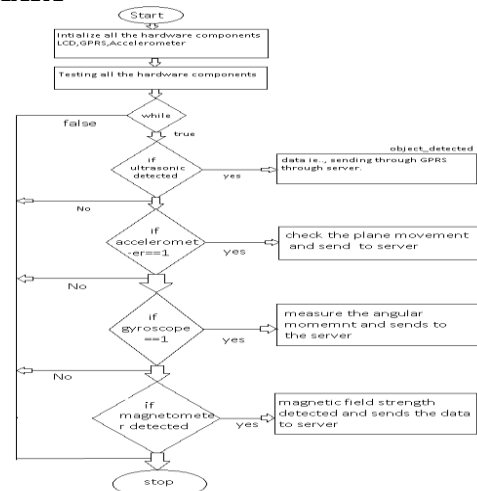 Start
Intialize all the hardware components
LCD,GPRS,Accelerometer
Testing all the hardware components
while
false
true
if
ultrasonic
detected
yes
object_detected
data ie.., sending through GPRS
through server.
No
if
acceleromet
-er==1
yes
check the plane movement
and send to server
No
if
gyroscope
==1
yes
measure the angular
momemnt and sends to
the server
No
if
magnetomete
r detected
yes
magnetic field strength
detected and sends the data
to server
stop